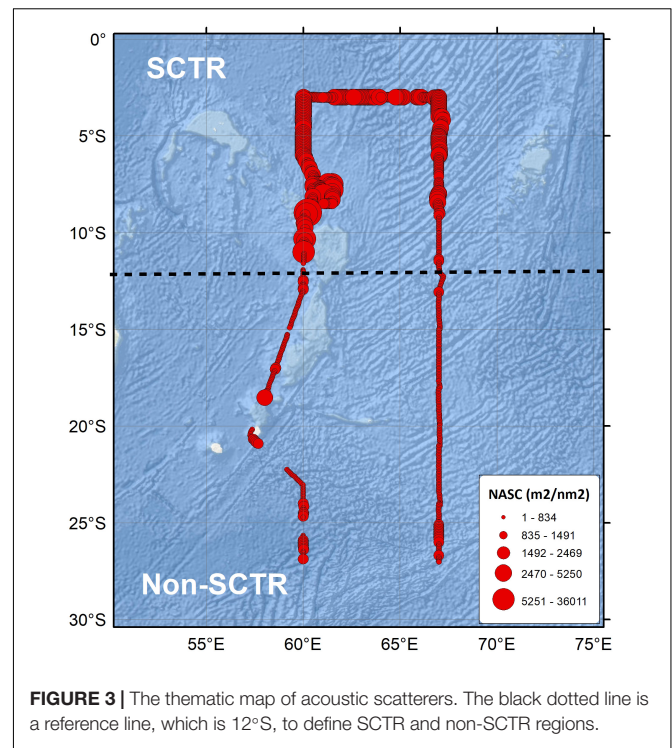 0°
SCTR
5°S
10°S
15°S
20°S
25°S
Non-SCTR
30°S
55°E 60°E 65°E 70°E 75°E
NASC (m2/nm2)
1 - 834
835 - 1491
1492 - 2469
2470 - 5250
5251 - 36011
FIGURE 3 | The thematic map of acoustic scatterers. The black dotted line is
a reference line, which is 12°S, to define SCTR and non-SCTR regions.